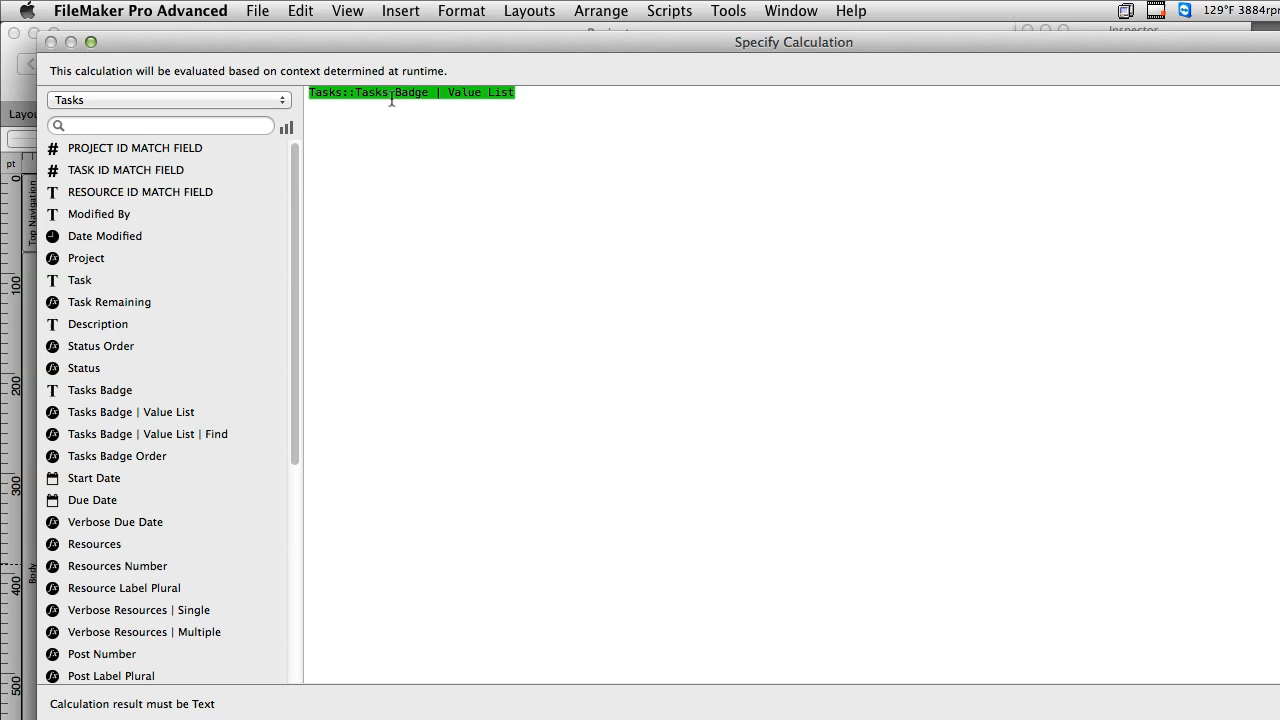 FileMaker Pro Advanced File Edit View Insert Format Layouts Arrange Scripts Tools Window Help 129°F 3884rpm
Inspector
Specify Calculation
This calculation will be evaluated based on context determined at runtime.
Tasks
Tasks::Tasks Badge | Value List
Layou
pt
PROJECT ID MATCH FIELD
TASK ID MATCH FIELD
RESOURCE ID MATCH FIELD
Modified By
Date Modified
Project
Task
Task Remaining
Description
Status Order
Status
Tasks Badge
Tasks Badge | Value List
Tasks Badge | Value List | Find
Tasks Badge Order
Start Date
Due Date
Verbose Due Date
Resources
Resources Number
Resource Label Plural
Verbose Resources | Single
Verbose Resources | Multiple
Post Number
Post Label Plural
0
100
200
300
400
500
Top Navigation
Body
Calculation result must be Text